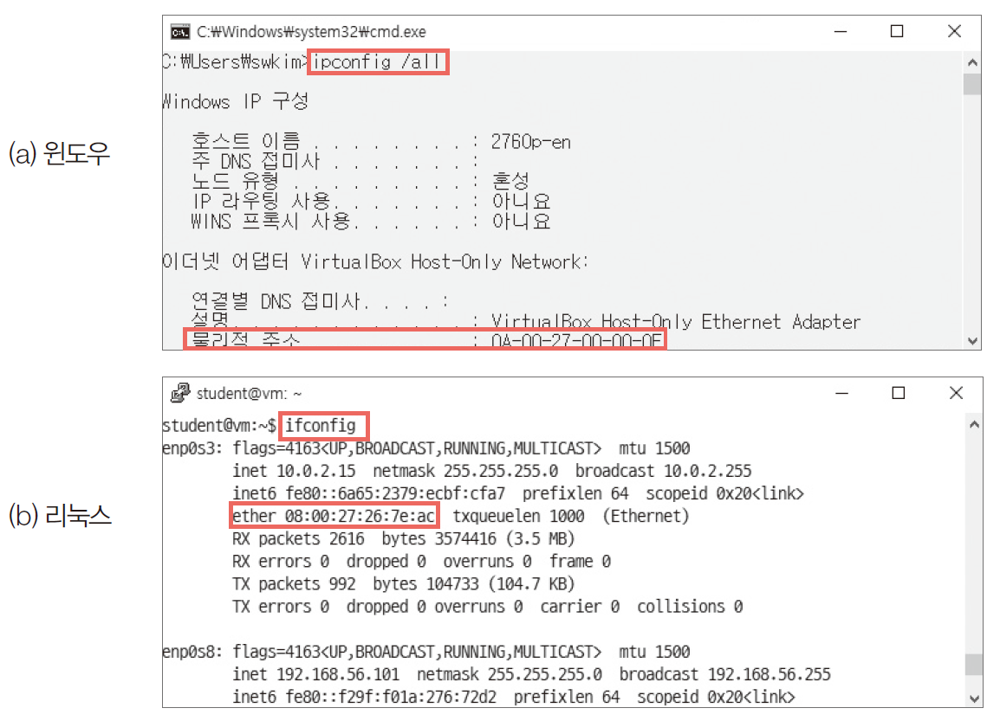 C:₩Windows₩system32₩cmd.exe
C:₩Users₩swkim>ipconfig /all
Windows IP 구성
(a) 윈도우
호스트 이름 . . . . . . . . : 2760p-en
주 DNS 접미사 . . . . . . . :
노드 유형 . . . . . . . . . : 혼성
IP 라우팅 사용. . . . . . . : 아니요
WINS 프록시 사용. . . . . . : 아니요
이더넷 어댑터 VirtualBox Host-Only Network:
연결별 DNS 접미사. . . . :
설명. . . . . . . . . . . . : VirtualBox Host-Only Ethernet Adapter
물리적 주소 . . . . . . . . : 0A-00-27-00-00-0F
student@vm: ~
student@vm:~$ ifconfig
enp0s3: flags=4163<UP,BROADCAST,RUNNING,MULTICAST> mtu 1500
inet 10.0.2.15 netmask 255.255.255.0 broadcast 10.0.2.255
inet6 fe80::6a65:2379:ecbf:cfa7 prefixlen 64 scopeid 0x20<link>
(b) 리눅스
ether 08:00:27:26:7e:ac txqueuelen 1000 (Ethernet)
RX packets 2616 bytes 3574416 (3.5 MB)
RX errors 0 dropped 0 overruns 0 frame 0
TX packets 992 bytes 104733 (104.7 KB)
TX errors 0 dropped 0 overruns 0 carrier 0 collisions 0
enp0s8: flags=4163<UP,BROADCAST,RUNNING,MULTICAST> mtu 1500
inet 192.168.56.101 netmask 255.255.255.0 broadcast 192.168.56.255
inet6 fe80::f29f:f01a:276:72d2 prefixlen 64 scopeid 0x20<link>